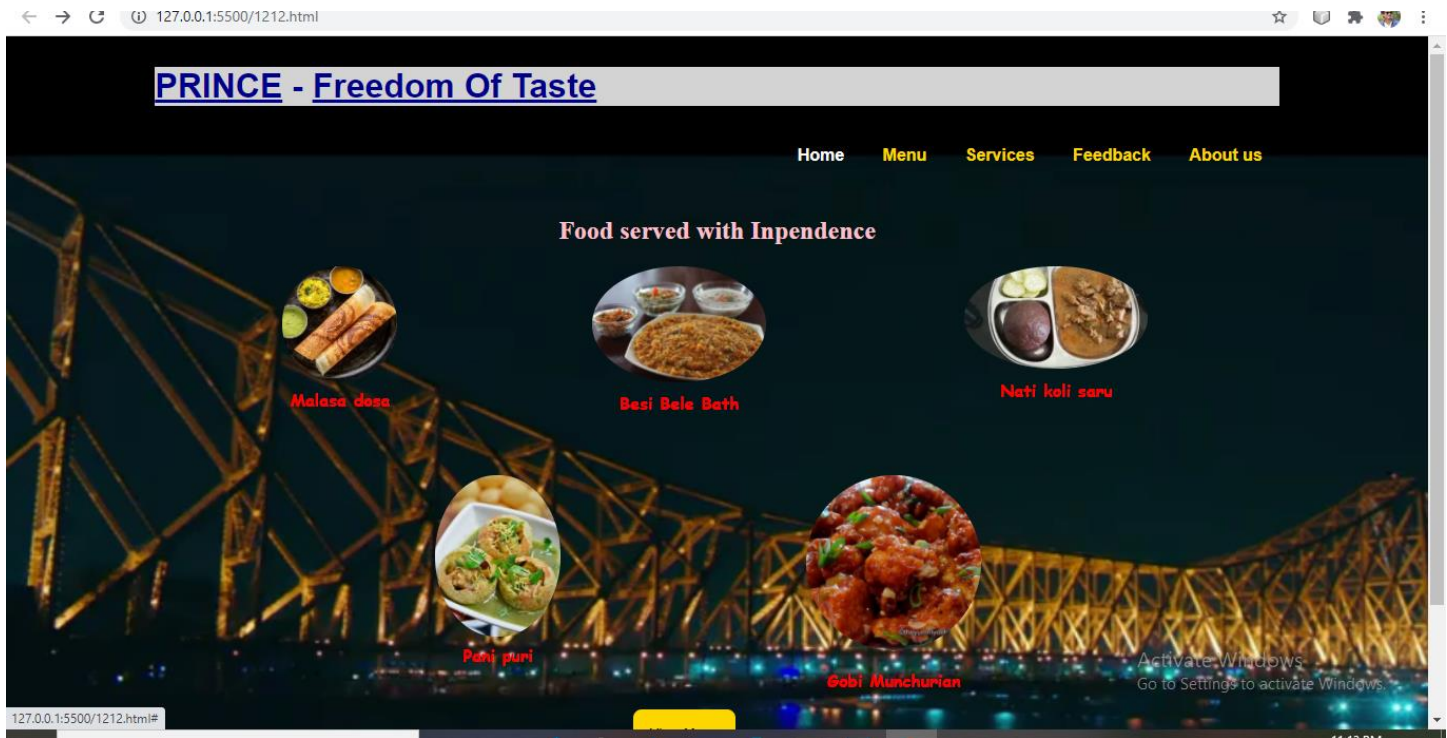 127.0.0.1:5500/1212.html
PRINCE - Freedom Of Taste
Home Menu Services Feedback About us
Food served with Inpendence
Malasa dosa
Besi Bele Bath
Nati koli saru
Pani puri
Gobi Munchurian
Activate Windows
Go to Settings to activate Windows.
127.0.0.1:5500/1212.html#